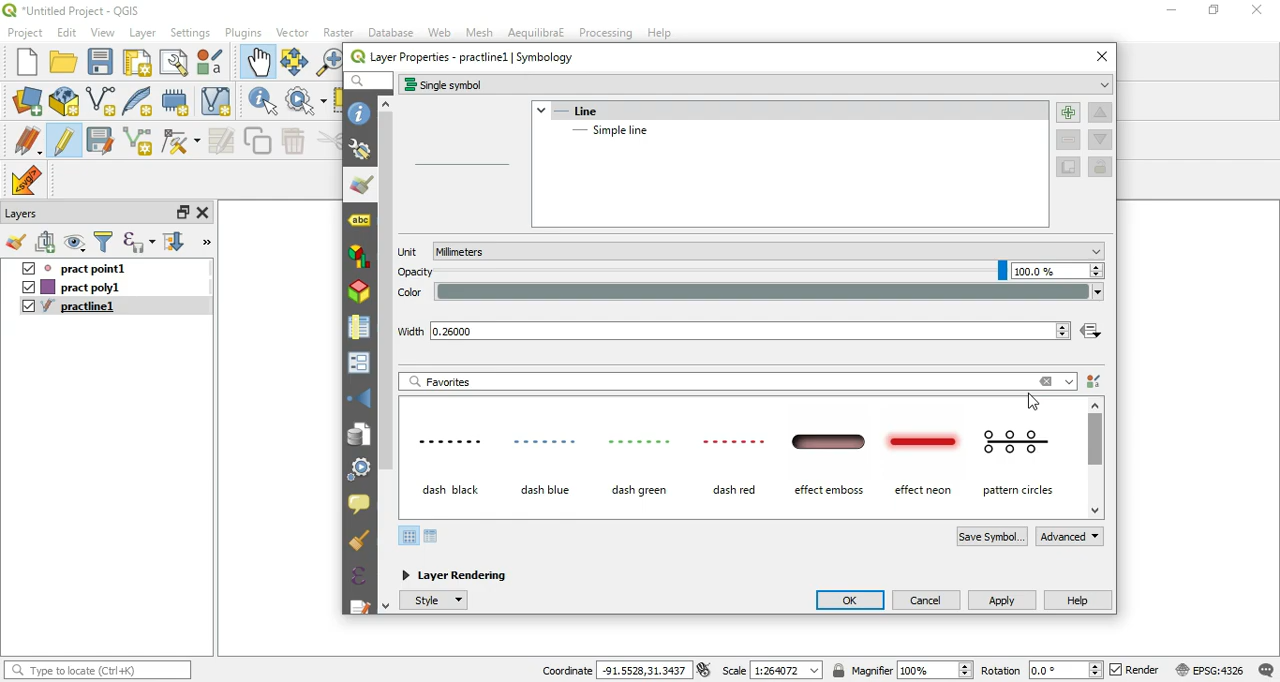 *Untitled Project - QGIS
Project Edit View Layer Settings Plugins Vector Raster Database Web Mesh AequilibraE Processing Help
Layer Properties - practline1 | Symbology
Single symbol
Line
Simple line
abc
<svg/>
Layers
»
pract point1
pract poly1
practline1
Unit Millimeters
Opacity 100.0 %
Color
Width 0.26000
Favorites
dash black dash blue dash green dash red effect emboss effect neon pattern circles
Save Symbol... Advanced
Layer Rendering
Style OK Cancel Apply Help
Type to locate (Ctrl+K) Coordinate -91.5528,31.3437 Scale 1:264072 Magnifier 100% Rotation 0.0 ° Render EPSG:4326